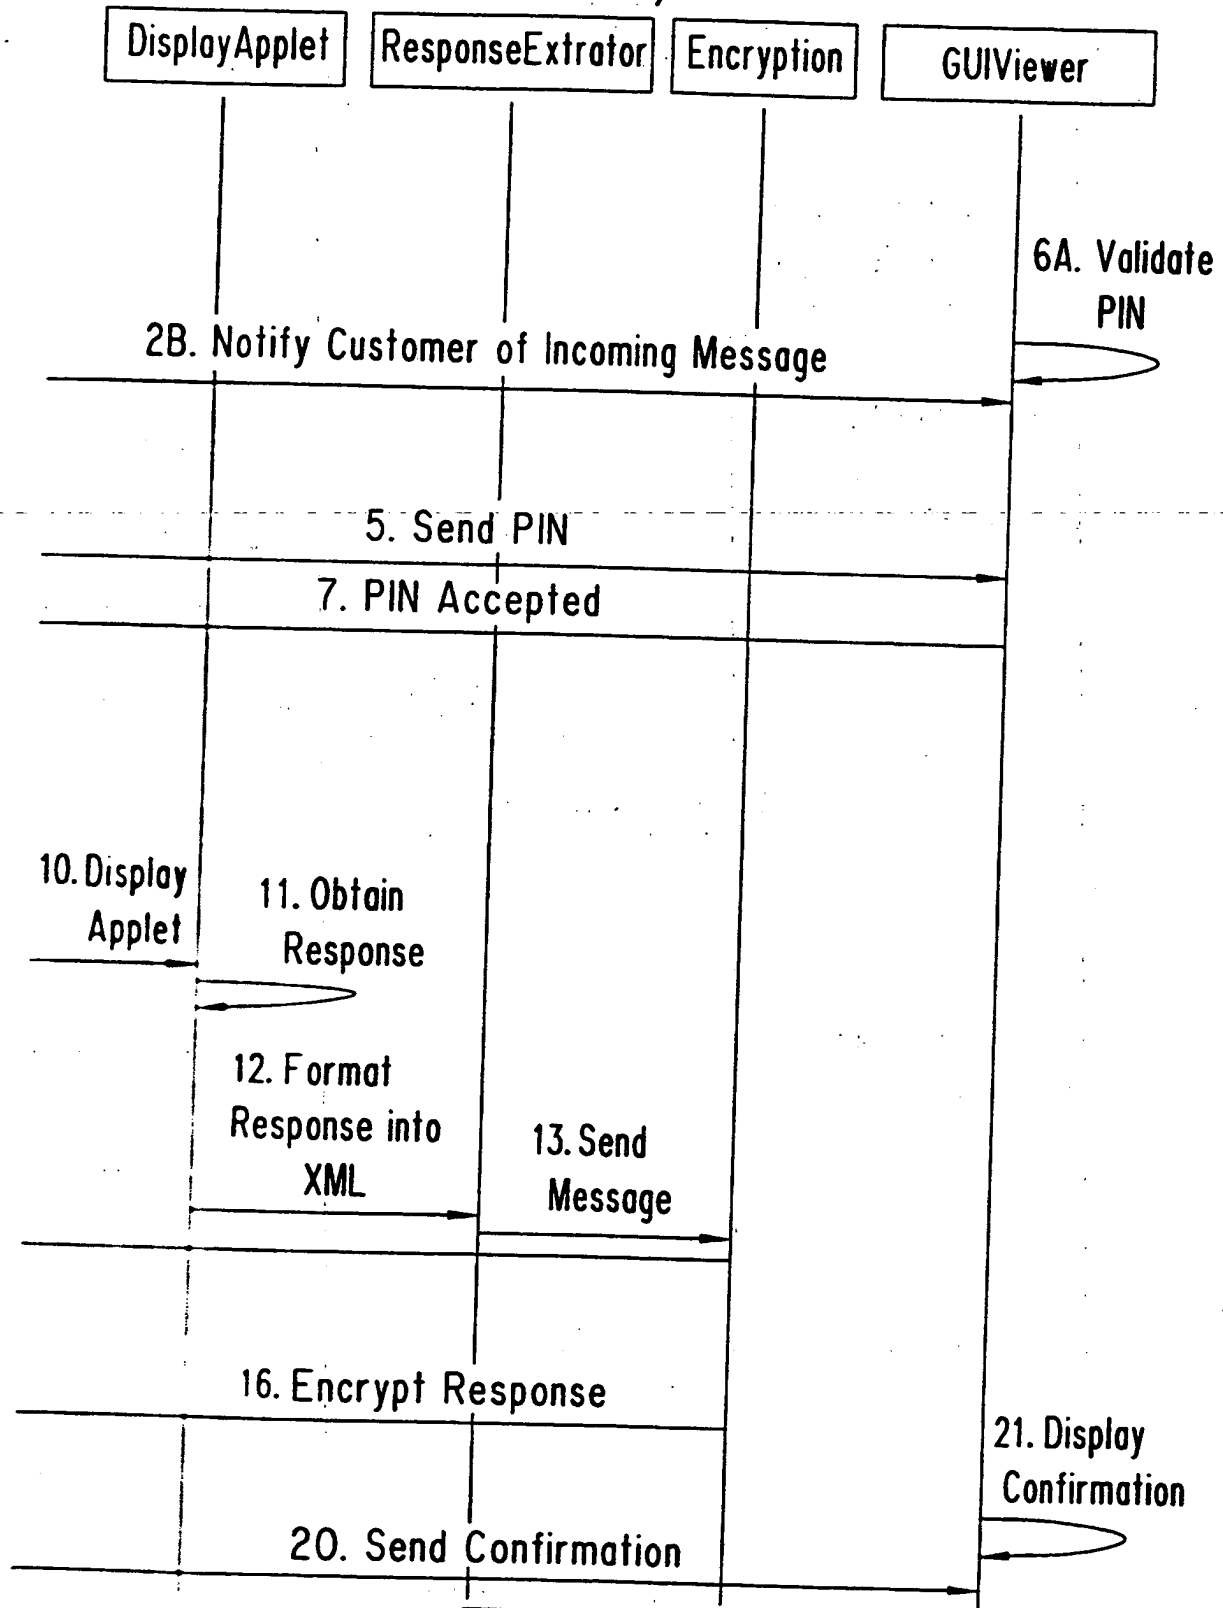 DisplayApplet
ResponseExtrator
Encryption
GUIViewer
6A. Validate
PIN
2B. Notify Customer of Incoming Message
5. Send PIN
7. PIN Accepted
10. Display
Applet
11. Obtain
Response
12. Format
Response into
XML
13. Send
Message
16. Encrypt Response
21. Display
Confirmation
20. Send Confirmation